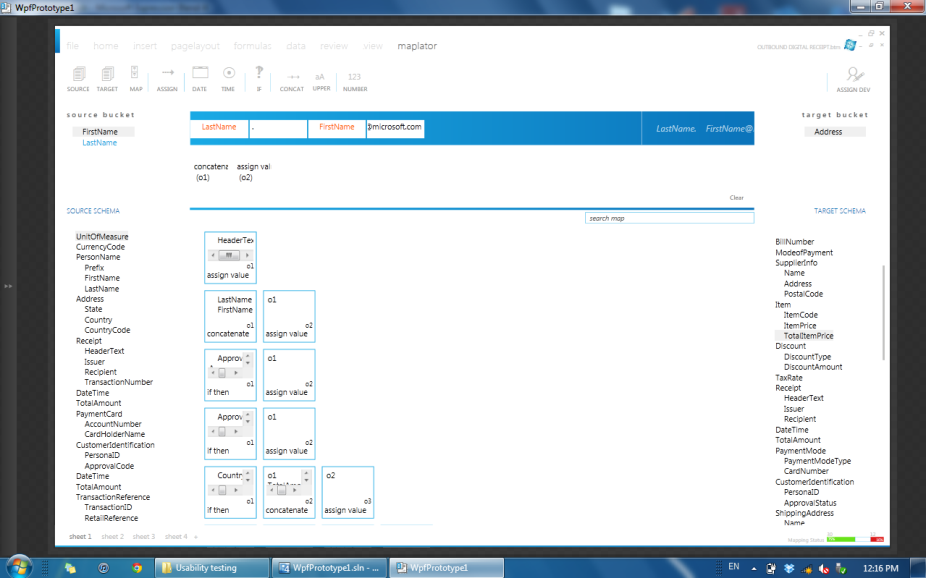 WpfPrototype1
file home insert pagelayout formulas data review view maplator
OUTBOUND DIGITAL RECEIPT
SOURCE TARGET MAP ASSIGN DATE TIME IF CONCAT UPPER NUMBER ASSIGN DEV
? aA 123
source bucket
FirstName
LastName
LastName . FirstName @microsoft.com
LastName. FirstName@
target bucket
Address
concatena assign val
(o1) (o2)
Clear
search map
SOURCE SCHEMA
UnitOfMeasure
CurrencyCode
PersonName
Prefix
FirstName
LastName
Address
State
Country
CountryCode
Receipt
HeaderText
Issuer
Recipient
TransactionNumber
DateTime
TotalAmount
PaymentCard
AccountNumber
CardHolderName
CustomerIdentification
PersonaID
ApprovalCode
DateTime
TotalAmount
TransactionReference
TransactionID
RetailReference
HeaderTex
o1
assign value
LastName
FirstName
o1
concatenate
o1
o2
assign value
Approv
o1
if then
o1
o2
assign value
Approv
o1
if then
o1
o2
assign value
Countr
o1
if then
o1
o2
concatenate
o2
o3
assign value
TARGET SCHEMA
BillNumber
ModeofPayment
SupplierInfo
Name
Address
PostalCode
Item
ItemCode
ItemPrice
TotalItemPrice
Discount
DiscountType
DiscountAmount
TaxRate
Receipt
HeaderText
Issuer
Recipient
DateTime
TotalAmount
PaymentMode
PaymentModeType
CardNumber
CustomerIdentification
PersonaID
ApprovalStatus
ShippingAddress
Name
sheet 1 sheet 2 sheet 3 sheet 4 +
Mapping Status
Usability testing WpfPrototype1.sln - ... WpfPrototype1
EN 12:16 PM